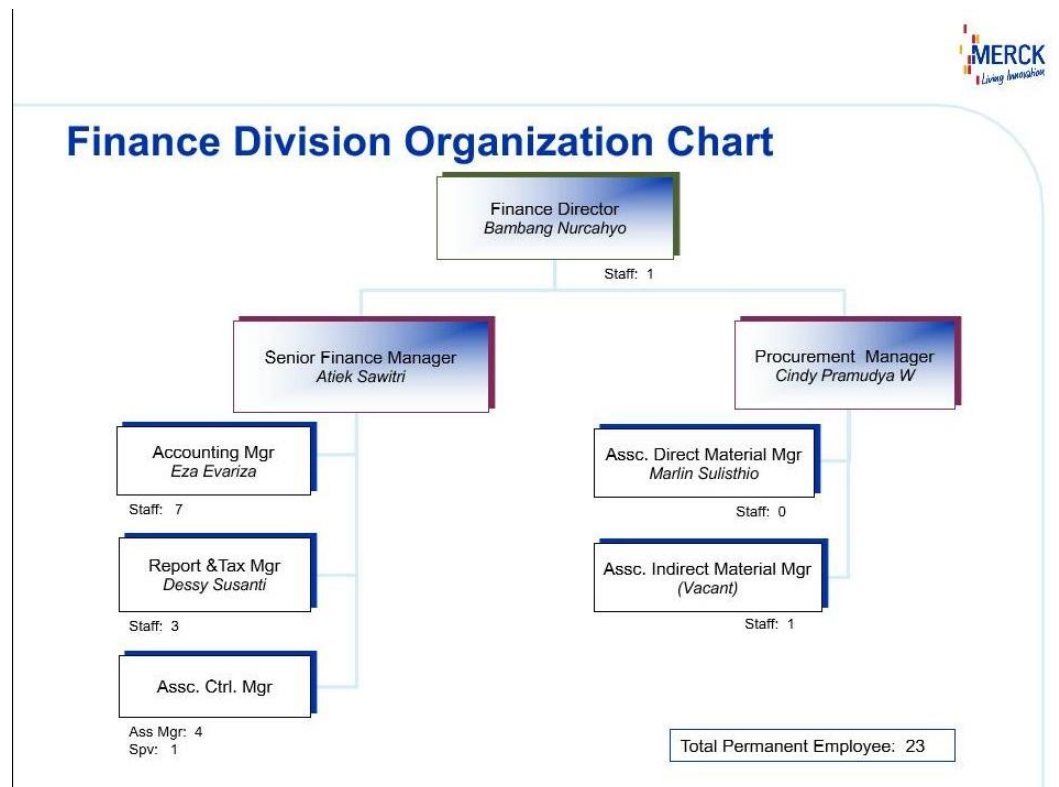 MERCK
Living Innovation
Finance Division Organization Chart
Finance Director
Bambang Nurcahyo
Staff: 1
Senior Finance Manager
Atiek Sawitri
Procurement Manager
Cindy Pramudya W
Accounting Mgr
Eza Evariza
Staff: 7
Assc. Direct Material Mgr
Marlin Sulisthio
Staff: 0
Report &Tax Mgr
Dessy Susanti
Staff: 3
Assc. Indirect Material Mgr
(Vacant)
Staff: 1
Assc. Ctrl. Mgr
Ass Mgr: 4
Spv: 1
Total Permanent Employee: 23